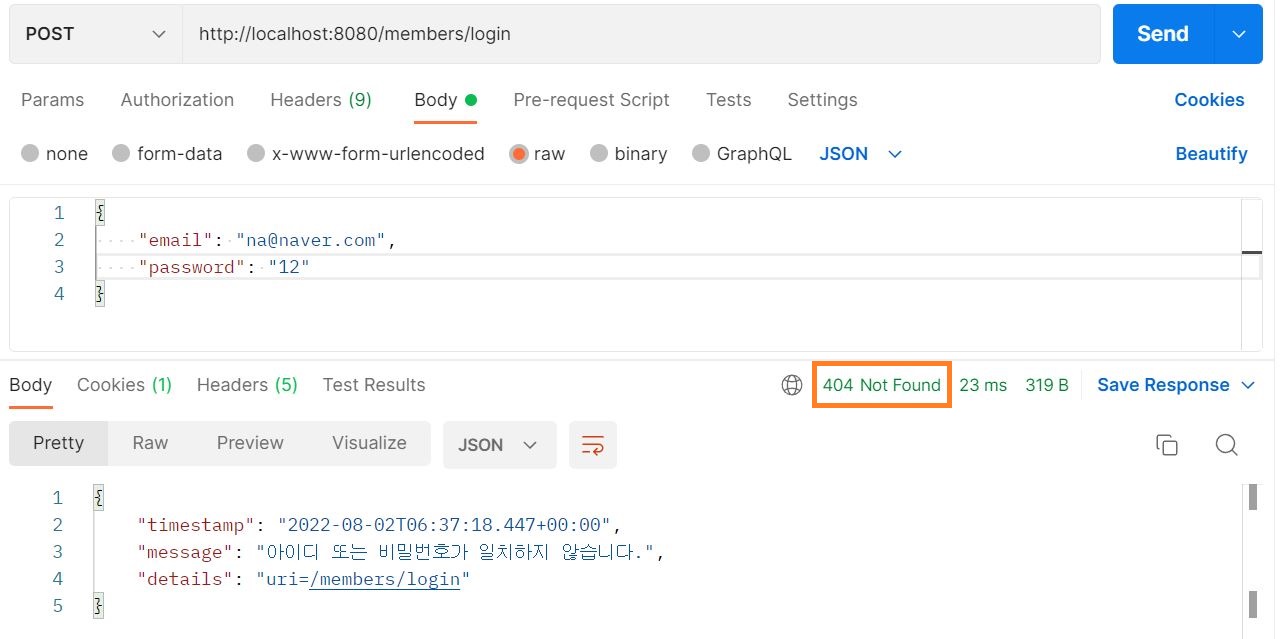 POST http://localhost:8080/members/login Send
Params Authorization Headers (9) Body Pre-request Script Tests Settings Cookies
none form-data x-www-form-urlencoded raw binary GraphQL JSON Beautify
1 {
2 "email": "na@naver.com",
3 "password": "12"
4 }
Body Cookies (1) Headers (5) Test Results 404 Not Found 23 ms 319 B Save Response
Pretty Raw Preview Visualize JSON
1 {
2 "timestamp": "2022-08-02T06:37:18.447+00:00",
3 "message": "아이디 또는 비밀번호가 일치하지 않습니다.",
4 "details": "uri=/members/login"
5 }